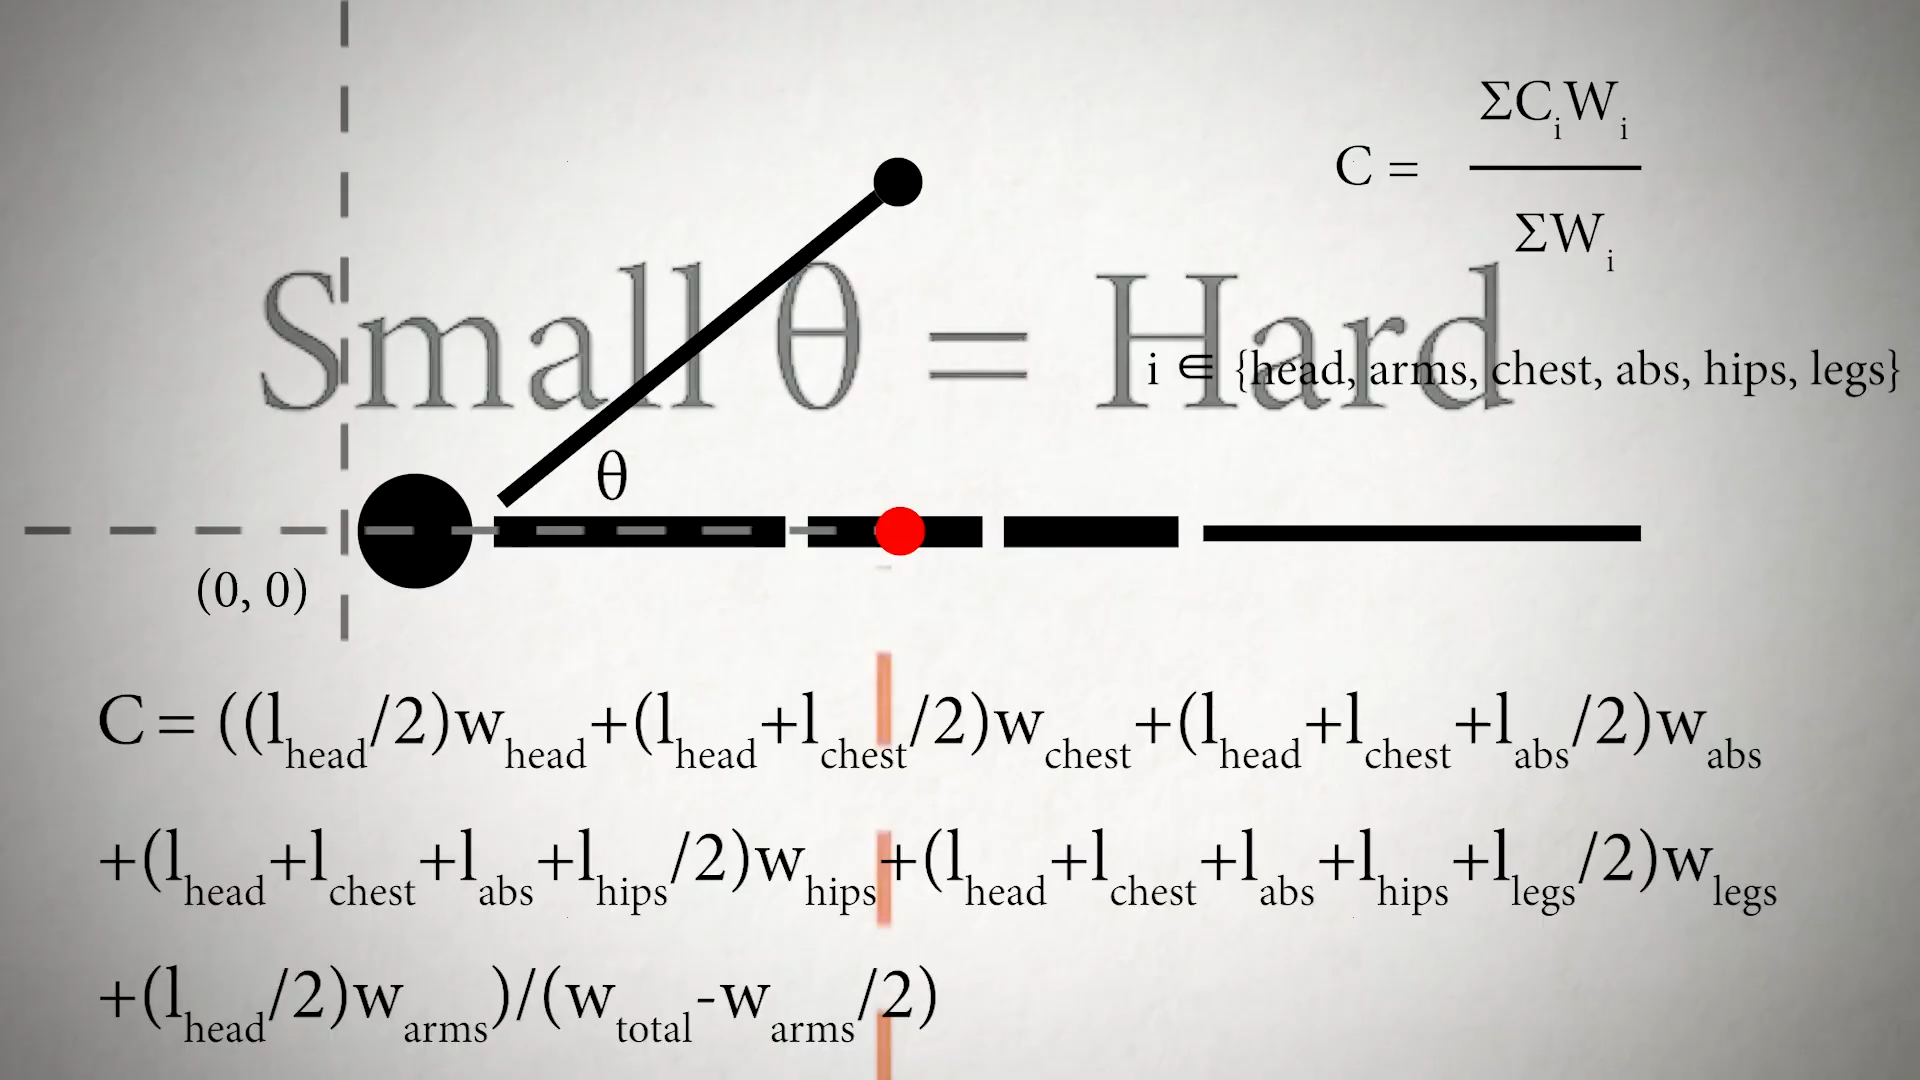 C = ΣC_iW_i / ΣW_i
Small θ = Hard
i ∈ {head, arms, chest, abs, hips, legs}
θ
(0, 0)
C = ((l_head/2)w_head+(l_head+l_chest/2)w_chest+(l_head+l_chest+l_abs/2)w_abs
+(l_head+l_chest+l_abs+l_hips/2)w_hips+(l_head+l_chest+l_abs+l_hips+l_legs/2)w_legs
+(l_head/2)w_arms)/(w_total-w_arms/2)